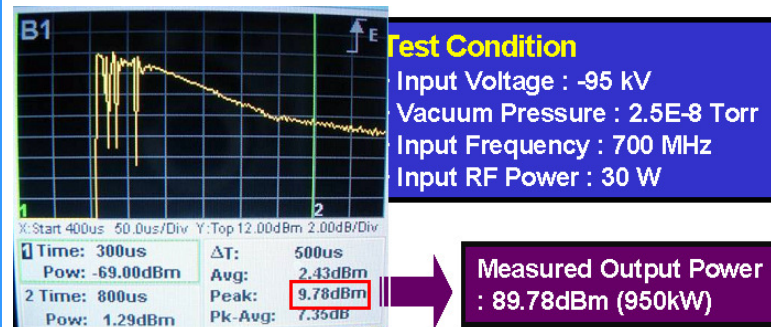 B1
E
1
2
X:Start 400us 50.0us/Div Y:Top 12.00dBm 2.00dB/Div
1 Time: 300us
Pow: -69.00dBm
2 Time: 800us
Pow: 1.29dBm
ΔT: 500us
Avg: 2.43dBm
Peak: 9.78dBm
Pk-Avg: 7.35dB
Test Condition
Input Voltage : -95 kV
Vacuum Pressure : 2.5E-8 Torr
Input Frequency : 700 MHz
Input RF Power : 30 W
Measured Output Power
: 89.78dBm (950kW)